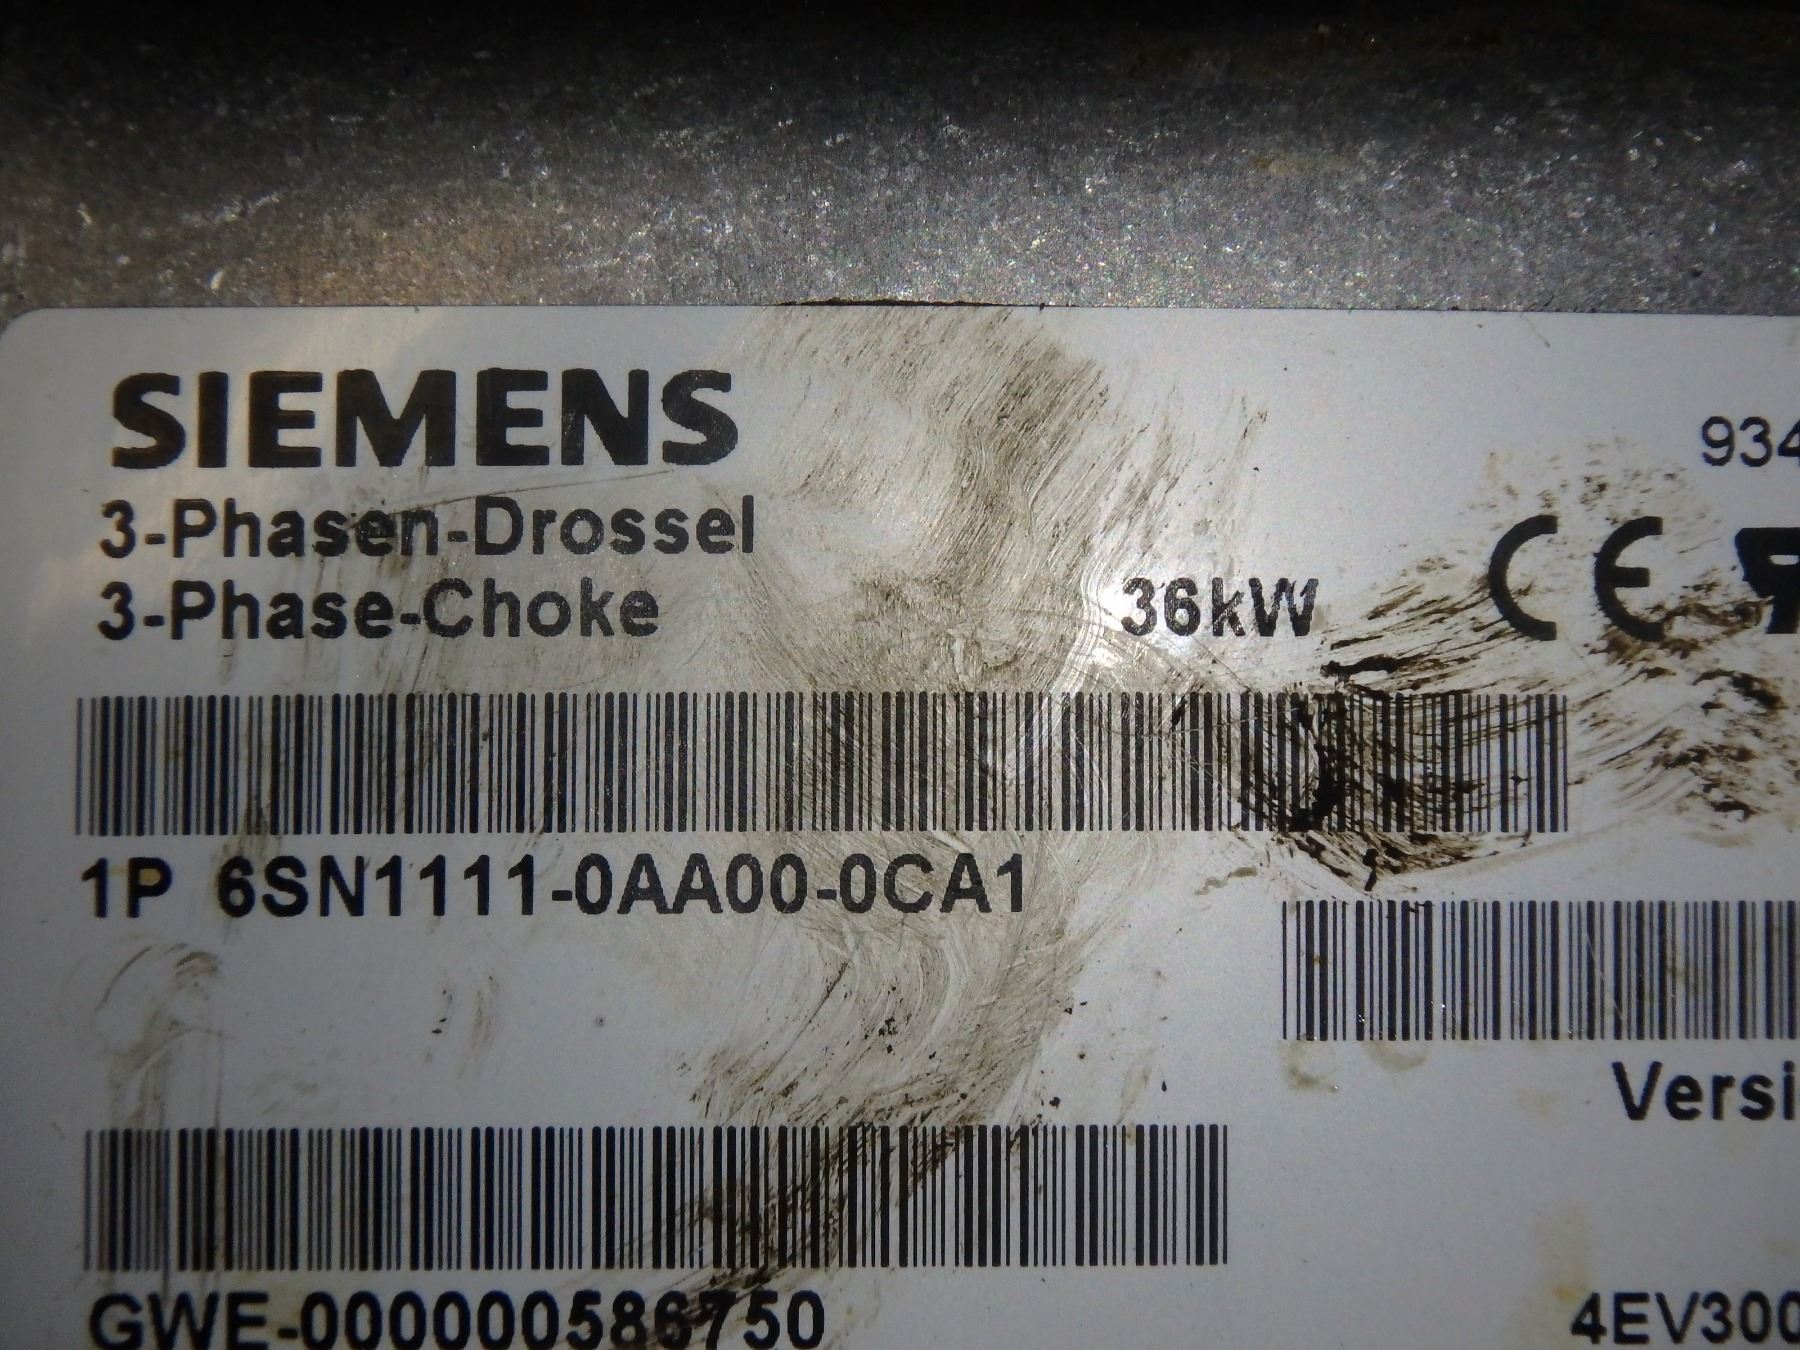 SIEMENS
934
3-Phasen-Drossel
CE
3-Phase-Choke 36kW
1P 6SN1111-0AA00-0CA1
Versi
GWE-000000586750
4EV300